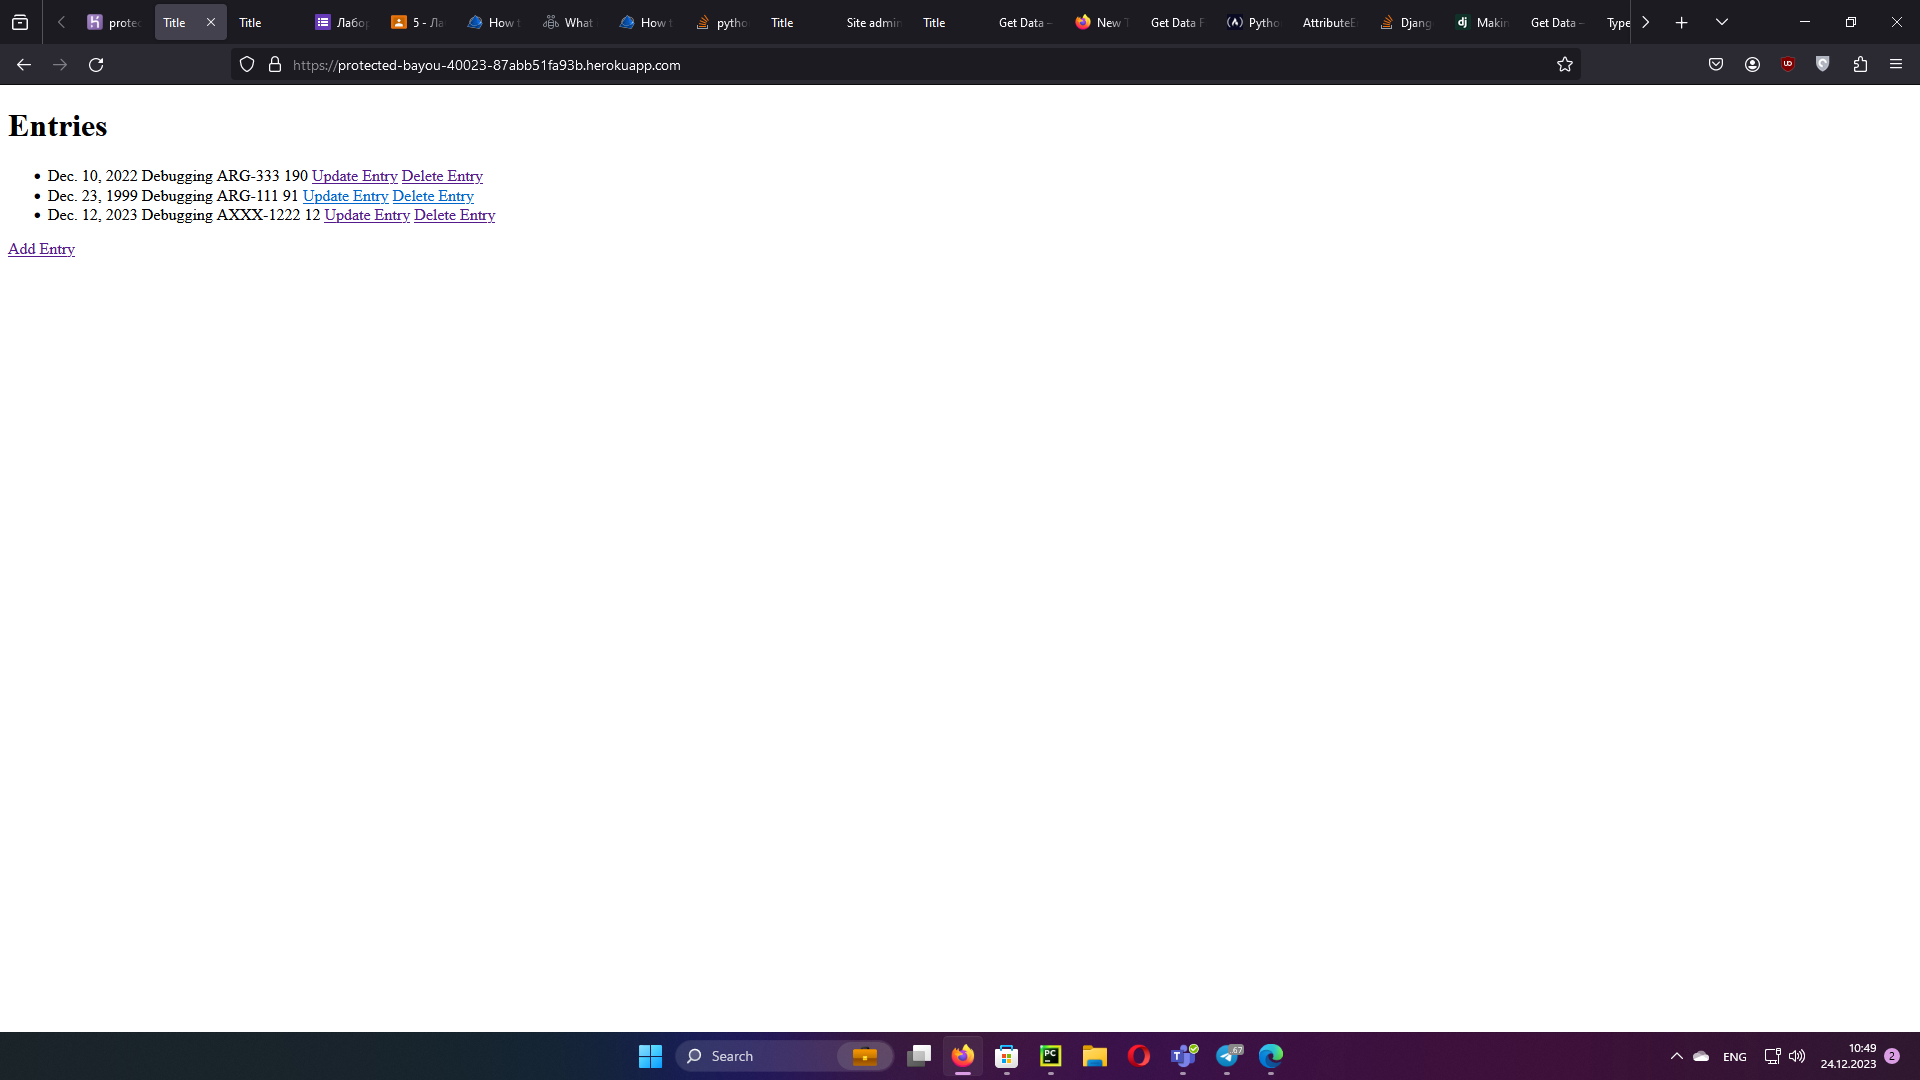 protec
Title
Title
Лабор
5 - Ла
How t
What
How t
pytho
Title
Site admin
Title
Get Data –
New T
Get Data F
Pytho
AttributeE
Djang
Makin
Get Data –
Type
https://protected-bayou-40023-87abb51fa93b.herokuapp.com
Entries
Dec. 10, 2022 Debugging ARG-333 190 Update Entry Delete Entry
Dec. 23, 1999 Debugging ARG-111 91 Update Entry Delete Entry
Dec. 12, 2023 Debugging AXXX-1222 12 Update Entry Delete Entry
Add Entry
Search
ENG
10:49
24.12.2023
2